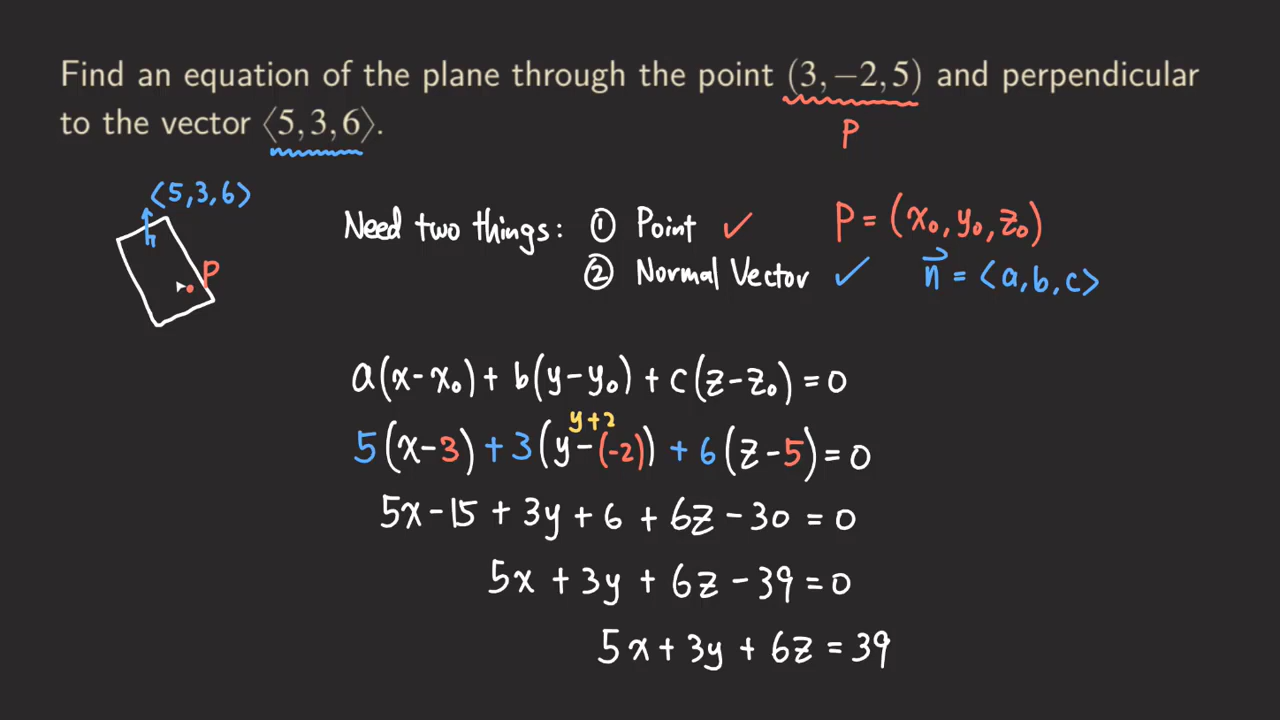 Find an equation of the plane through the point (3, −2, 5) and perpendicular
to the vector ⟨5, 3, 6⟩.
P
⟨5, 3, 6⟩
P
Need two things: ① Point ✓ P = (x₀, y₀, z₀)
② Normal Vector ✓ n⃗ = ⟨a, b, c⟩
a(x−x₀) + b(y−y₀) + c(z−z₀) = 0
y+2
5(x−3) + 3(y−(−2)) + 6(z−5) = 0
5x − 15 + 3y + 6 + 6z − 30 = 0
5x + 3y + 6z − 39 = 0
5x + 3y + 6z = 39